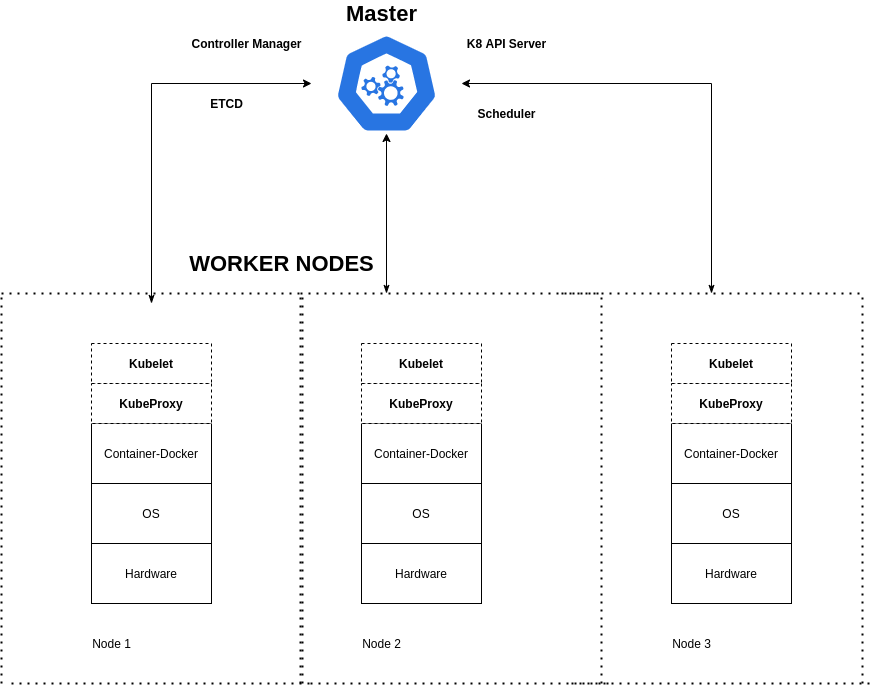 Master
Controller Manager
K8 API Server
ETCD
Scheduler
WORKER NODES
Kubelet
KubeProxy
Container-Docker
OS
Hardware
Node 1
Kubelet
KubeProxy
Container-Docker
OS
Hardware
Node 2
Kubelet
KubeProxy
Container-Docker
OS
Hardware
Node 3